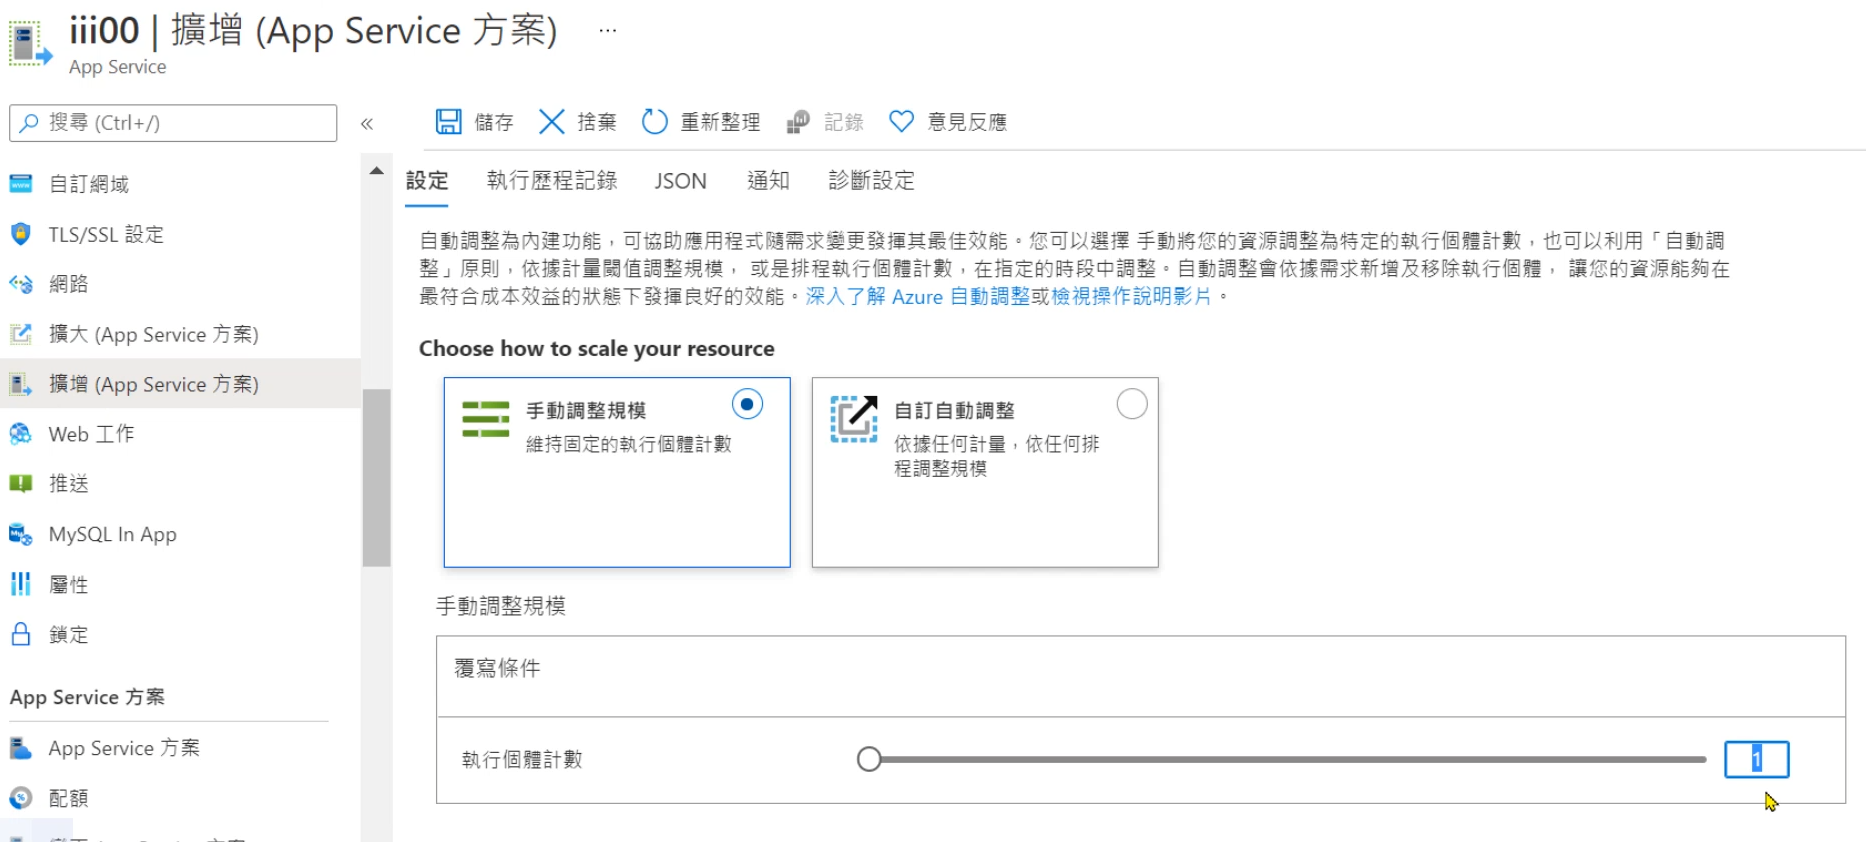 iii00 | 擴增 (App Service 方案) ...
App Service
搜尋 (Ctrl+/)
«
自訂網域
TLS/SSL 設定
網路
擴大 (App Service 方案)
擴增 (App Service 方案)
Web 工作
推送
MySQL In App
屬性
鎖定
App Service 方案
App Service 方案
配額
儲存
捨棄
重新整理
記錄
意見反應
設定
執行歷程記錄
JSON
通知
診斷設定
自動調整為內建功能，可協助應用程式隨需求變更發揮其最佳效能。您可以選擇 手動將您的資源調整為特定的執行個體計數，也可以利用「自動調
整」原則，依據計量閾值調整規模， 或是排程執行個體計數，在指定的時段中調整。自動調整會依據需求新增及移除執行個體， 讓您的資源能夠在
最符合成本效益的狀態下發揮良好的效能。深入了解 Azure 自動調整或檢視操作說明影片。
Choose how to scale your resource
手動調整規模
維持固定的執行個體計數
自訂自動調整
依據任何計量，依任何排
程調整規模
手動調整規模
覆寫條件
執行個體計數
1